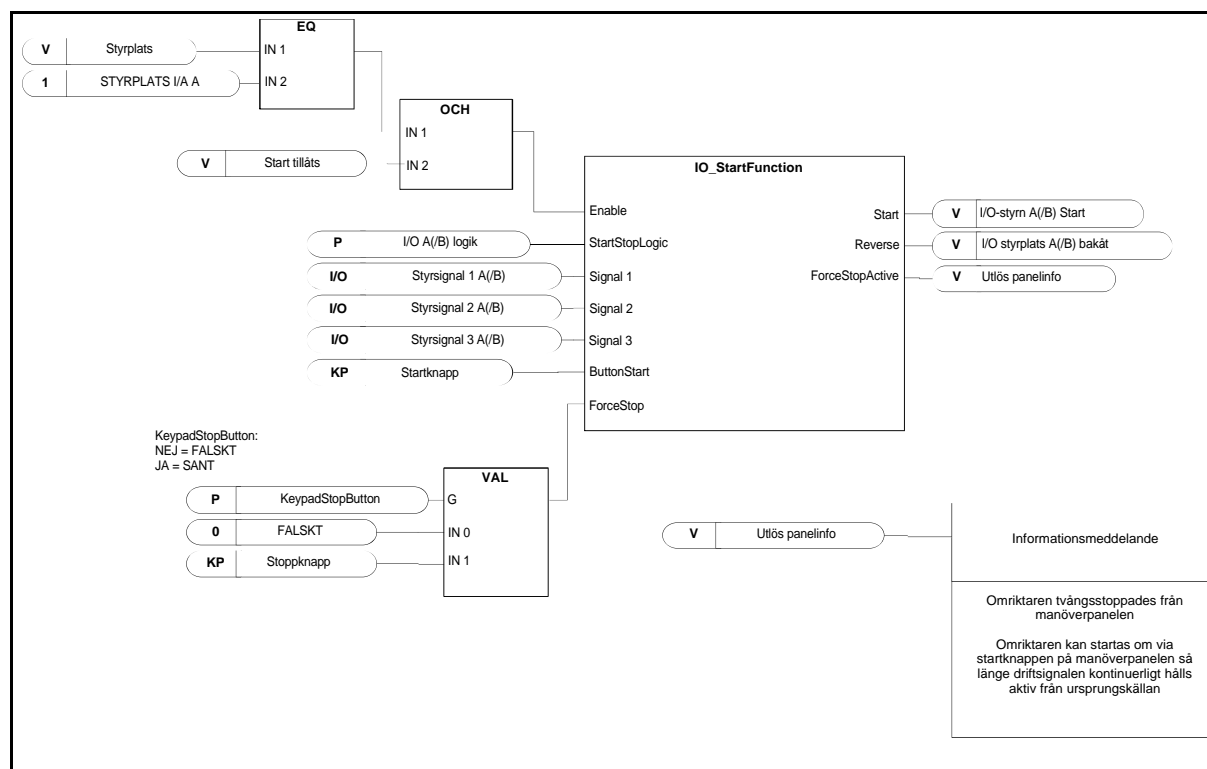 EQ
V Styrplats IN 1
1 STYRPLATS I/A A IN 2
OCH
IN 1
V Start tillåts IN 2
IO_StartFunction
Enable Start V I/O-styrn A(/B) Start
P I/O A(/B) logik StartStopLogic Reverse V I/O styrplats A(/B) bakåt
I/O Styrsignal 1 A(/B) Signal 1 ForceStopActive V Utlös panelinfo
I/O Styrsignal 2 A(/B) Signal 2
I/O Styrsignal 3 A(/B) Signal 3
KP Startknapp ButtonStart
ForceStop
KeypadStopButton:
NEJ = FALSKT
JA = SANT
VAL
P KeypadStopButton G
0 FALSKT IN 0
KP Stoppknapp IN 1
V Utlös panelinfo Informationsmeddelande
Omriktaren tvångsstoppades från
manöverpanelen
Omriktaren kan startas om via
startknappen på manöverpanelen så
länge driftsignalen kontinuerligt hålls
aktiv från ursprungskällan